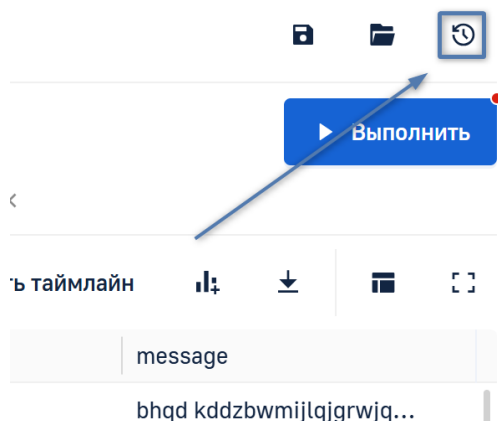 Выполнить
ть таймлайн
message
bhqd kddzbwmijlqjgrwjq...